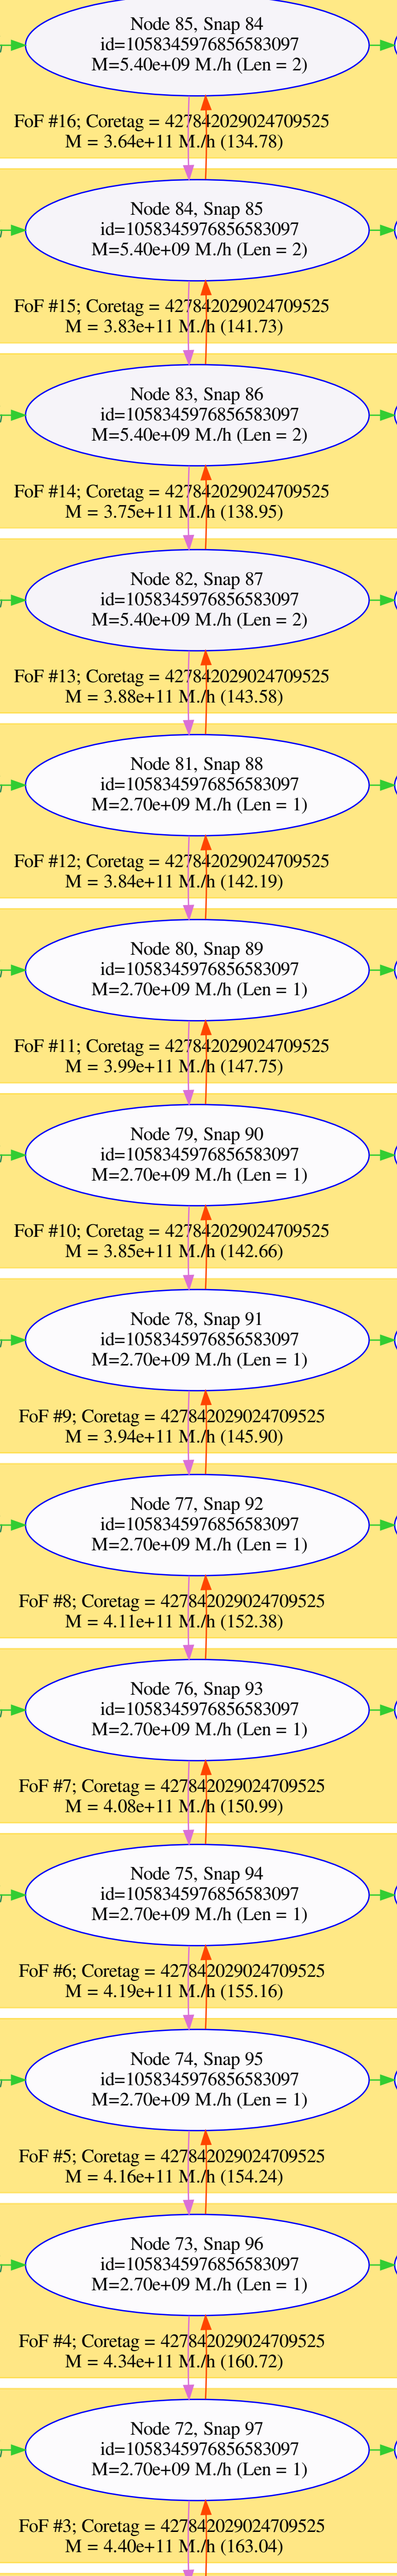 Node 85, Snap 84
id=1058345976856583097
M=5.40e+09 M./h (Len = 2)
FoF #16; Coretag = 427842029024709525
M = 3.64e+11 M./h (134.78)
Node 84, Snap 85
id=1058345976856583097
M=5.40e+09 M./h (Len = 2)
FoF #15; Coretag = 427842029024709525
M = 3.83e+11 M./h (141.73)
Node 83, Snap 86
id=1058345976856583097
M=5.40e+09 M./h (Len = 2)
FoF #14; Coretag = 427842029024709525
M = 3.75e+11 M./h (138.95)
Node 82, Snap 87
id=1058345976856583097
M=5.40e+09 M./h (Len = 2)
FoF #13; Coretag = 427842029024709525
M = 3.88e+11 M./h (143.58)
Node 81, Snap 88
id=1058345976856583097
M=2.70e+09 M./h (Len = 1)
FoF #12; Coretag = 427842029024709525
M = 3.84e+11 M./h (142.19)
Node 80, Snap 89
id=1058345976856583097
M=2.70e+09 M./h (Len = 1)
FoF #11; Coretag = 427842029024709525
M = 3.99e+11 M./h (147.75)
Node 79, Snap 90
id=1058345976856583097
M=2.70e+09 M./h (Len = 1)
FoF #10; Coretag = 427842029024709525
M = 3.85e+11 M./h (142.66)
Node 78, Snap 91
id=1058345976856583097
M=2.70e+09 M./h (Len = 1)
FoF #9; Coretag = 427842029024709525
M = 3.94e+11 M./h (145.90)
Node 77, Snap 92
id=1058345976856583097
M=2.70e+09 M./h (Len = 1)
FoF #8; Coretag = 427842029024709525
M = 4.11e+11 M./h (152.38)
Node 76, Snap 93
id=1058345976856583097
M=2.70e+09 M./h (Len = 1)
FoF #7; Coretag = 427842029024709525
M = 4.08e+11 M./h (150.99)
Node 75, Snap 94
id=1058345976856583097
M=2.70e+09 M./h (Len = 1)
FoF #6; Coretag = 427842029024709525
M = 4.19e+11 M./h (155.16)
Node 74, Snap 95
id=1058345976856583097
M=2.70e+09 M./h (Len = 1)
FoF #5; Coretag = 427842029024709525
M = 4.16e+11 M./h (154.24)
Node 73, Snap 96
id=1058345976856583097
M=2.70e+09 M./h (Len = 1)
FoF #4; Coretag = 427842029024709525
M = 4.34e+11 M./h (160.72)
Node 72, Snap 97
id=1058345976856583097
M=2.70e+09 M./h (Len = 1)
FoF #3; Coretag = 427842029024709525
M = 4.40e+11 M./h (163.04)